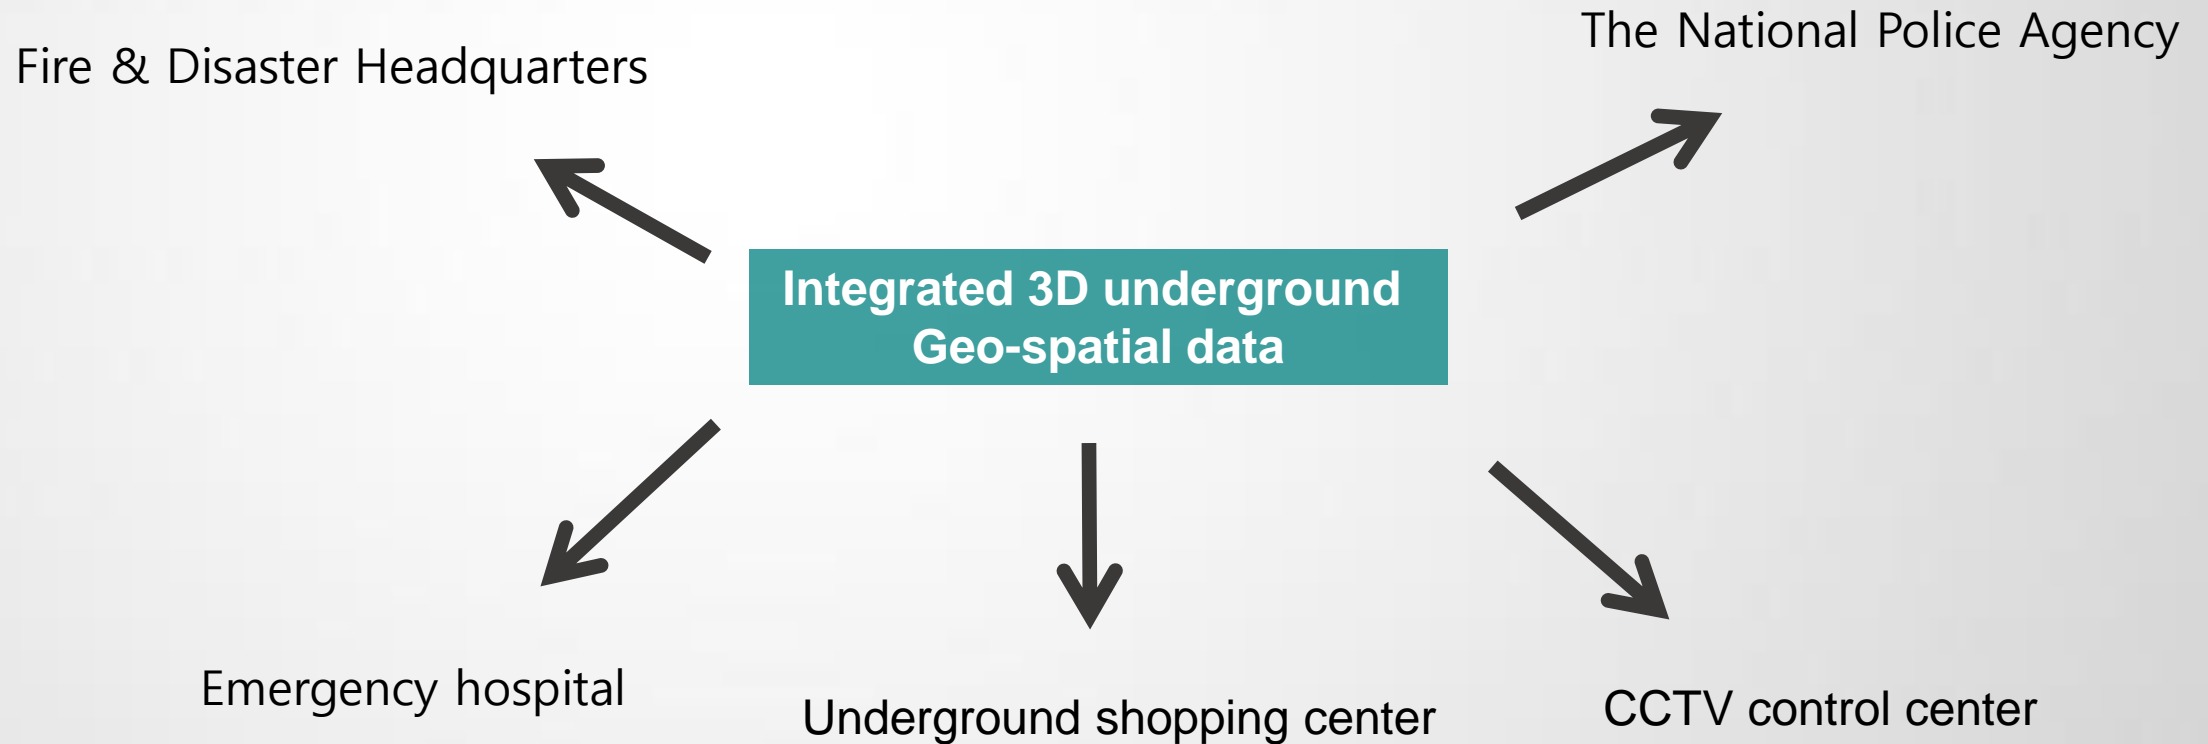 The National Police Agency
Fire & Disaster Headquarters
Integrated 3D underground
Geo-spatial data
Emergency hospital
Underground shopping center
CCTV control center